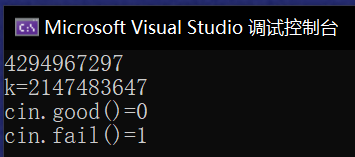 Microsoft Visual Studio 调试控制台
4294967297
k=2147483647
cin.good()=0
cin.fail()=1